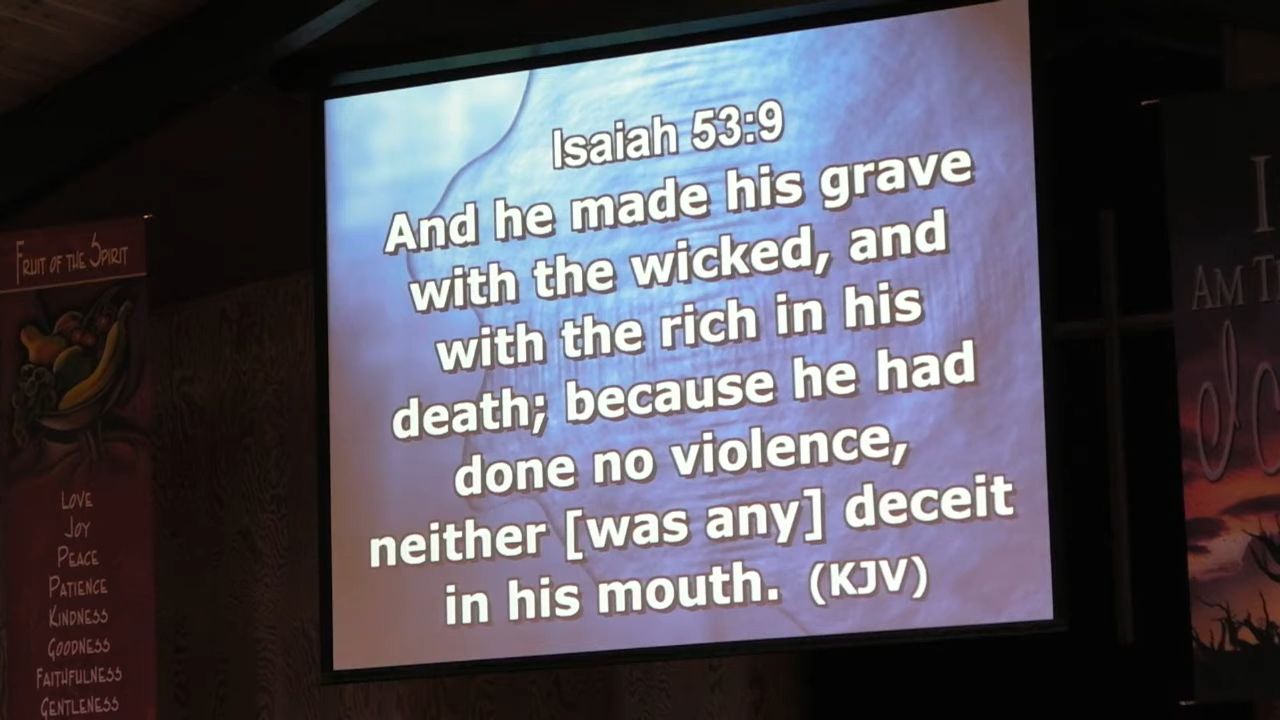 Isaiah 53:9
And he made his grave
with the wicked, and
with the rich in his
death; because he had
done no violence,
neither [was any] deceit
in his mouth. (KJV)
FRUIT OF THE SPIRIT
LOVE
JOY
PEACE
PATIENCE
KINDNESS
GOODNESS
FAITHFULNESS
GENTLENESS
I
AM